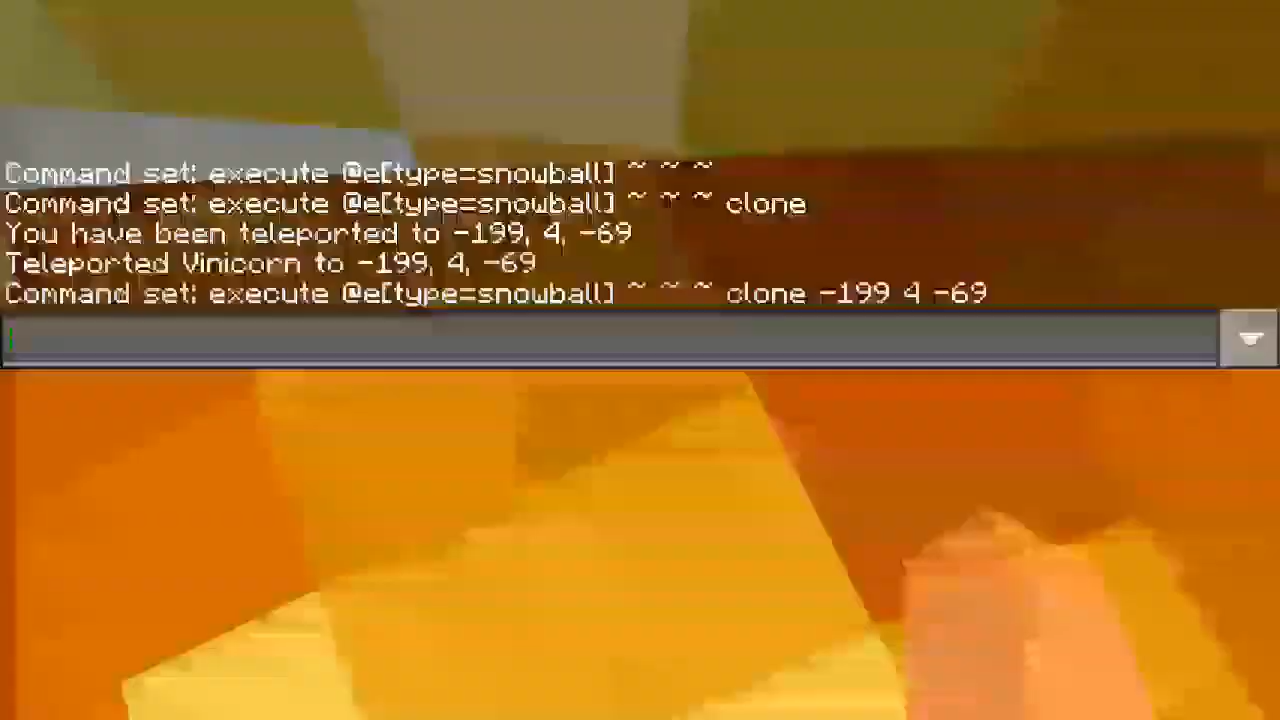 Command set: execute @e[type=snowball] ~ ~ ~
Command set: execute @e[type=snowball] ~ ~ ~ clone
You have been teleported to -199, 4, -69
Teleported Vinicorn to -199, 4, -69
Command set: execute @e[type=snowball] ~ ~ ~ clone -199 4 -69